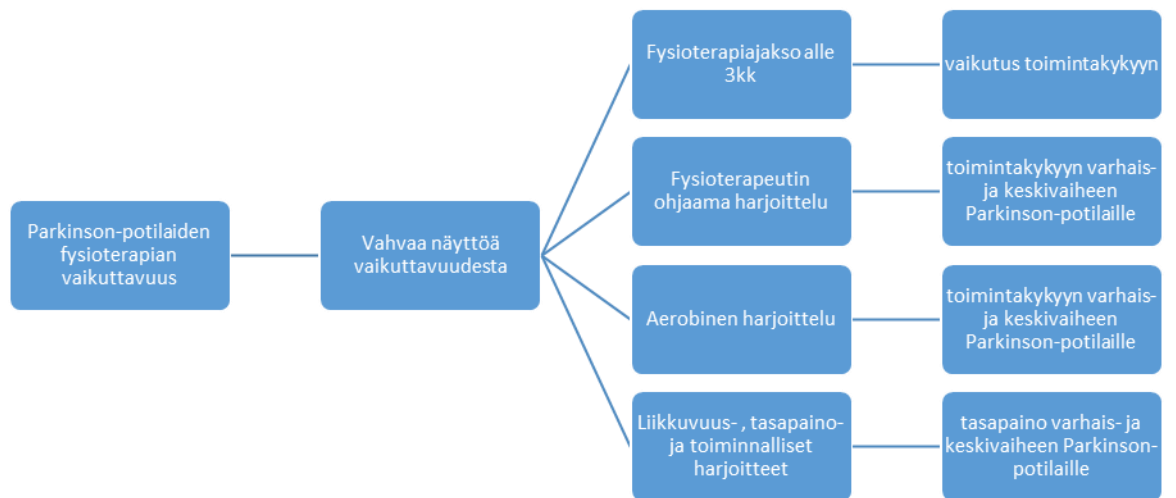 Parkinson-potilaiden
fysioterapian
vaikuttavuus
Vahvaa näyttöä
vaikuttavuudesta
Fysioterapiajakso alle
3kk
vaikutus toimintakykyyn
Fysioterapeutin
ohjaama harjoittelu
toimintakykyyn varhais-
ja keskivaiheen
Parkinson-potilaille
Aerobinen harjoittelu
toimintakykyyn varhais-
ja keskivaiheen
Parkinson-potilaille
Liikkuvuus- , tasapaino-
ja toiminnalliset
harjoitteet
tasapaino varhais- ja
keskivaiheen Parkinson-
potilaille